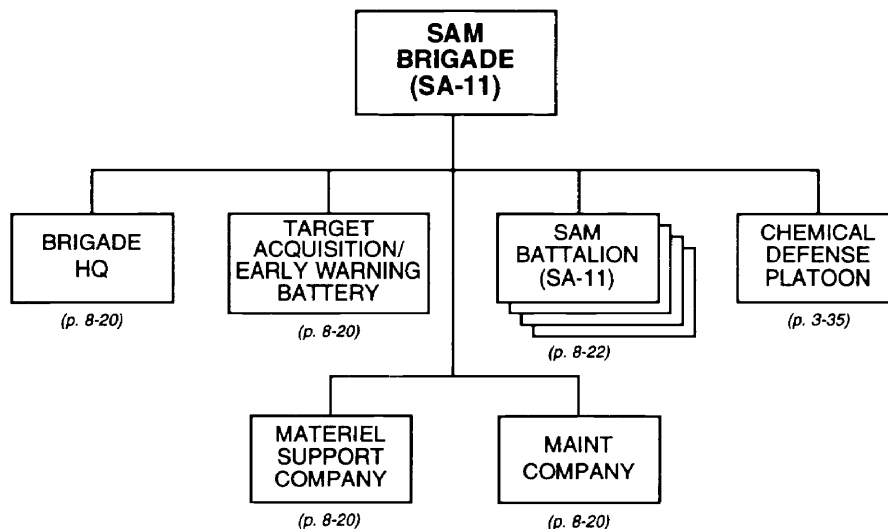 SAM
BRIGADE
(SA-11)
BRIGADE
HQ
(p. 8-20)
TARGET
ACQUISITION/
EARLY WARNING
BATTERY
(p. 8-20)
SAM
BATTALION
(SA-11)
(p. 8-22)
CHEMICAL
DEFENSE
PLATOON
(p. 3-35)
MATERIEL
SUPPORT
COMPANY
(p. 8-20)
MAINT
COMPANY
(p. 8-20)